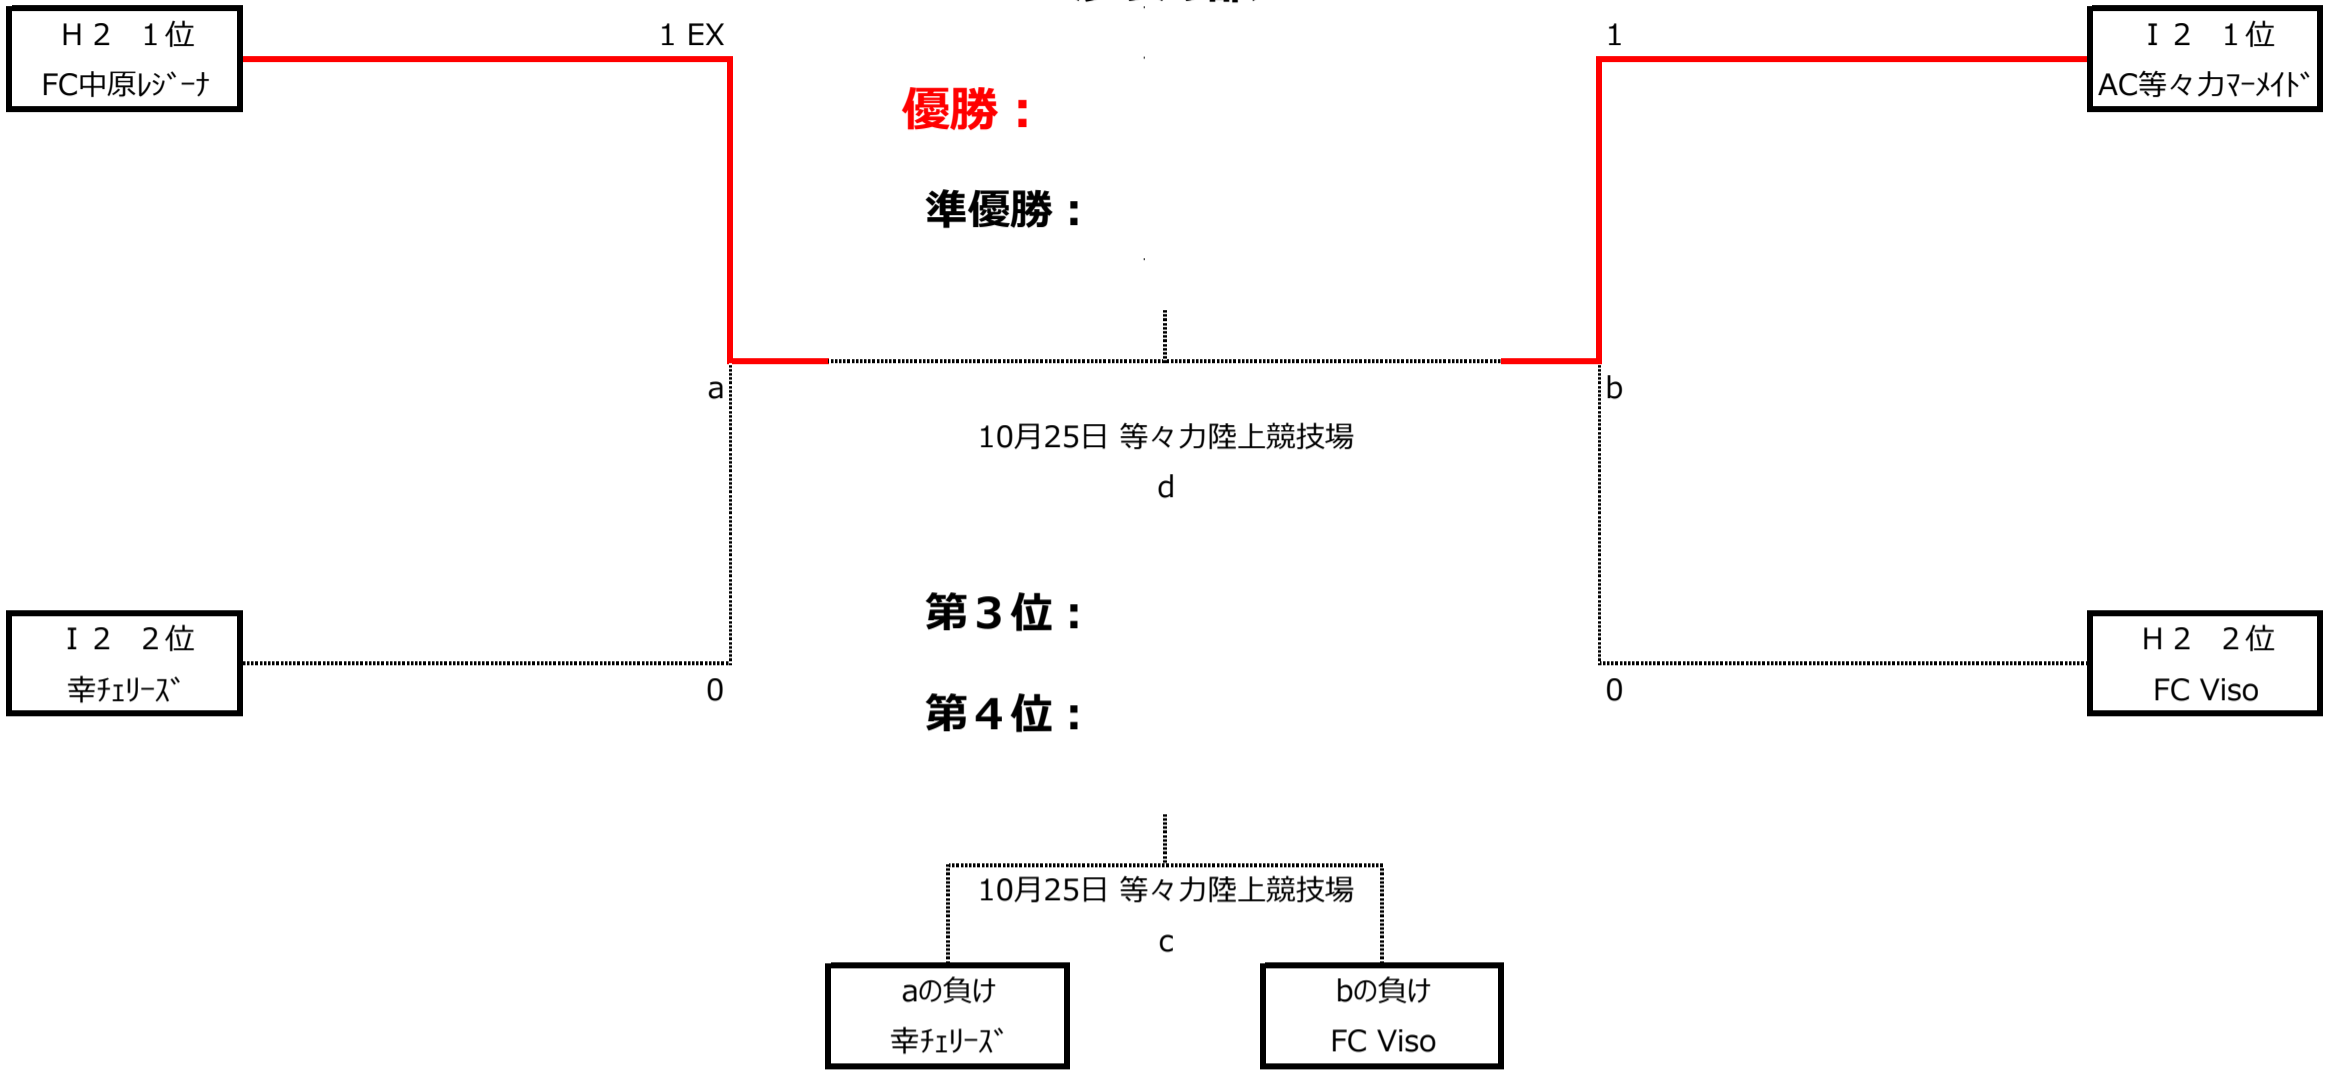 H２　１位
FC中原ﾚｼﾞｰﾅ
1 EX
1
Ｉ２　１位
AC等々力ﾏｰﾒｲﾄﾞ
優勝：
準優勝：
a
b
10月25日 等々力陸上競技場
d
第３位：
第４位：
Ｉ２　２位
幸ﾁｪﾘｰｽﾞ
0
0
H２　２位
FC Viso
10月25日 等々力陸上競技場
c
aの負け
幸ﾁｪﾘｰｽﾞ
bの負け
FC Viso